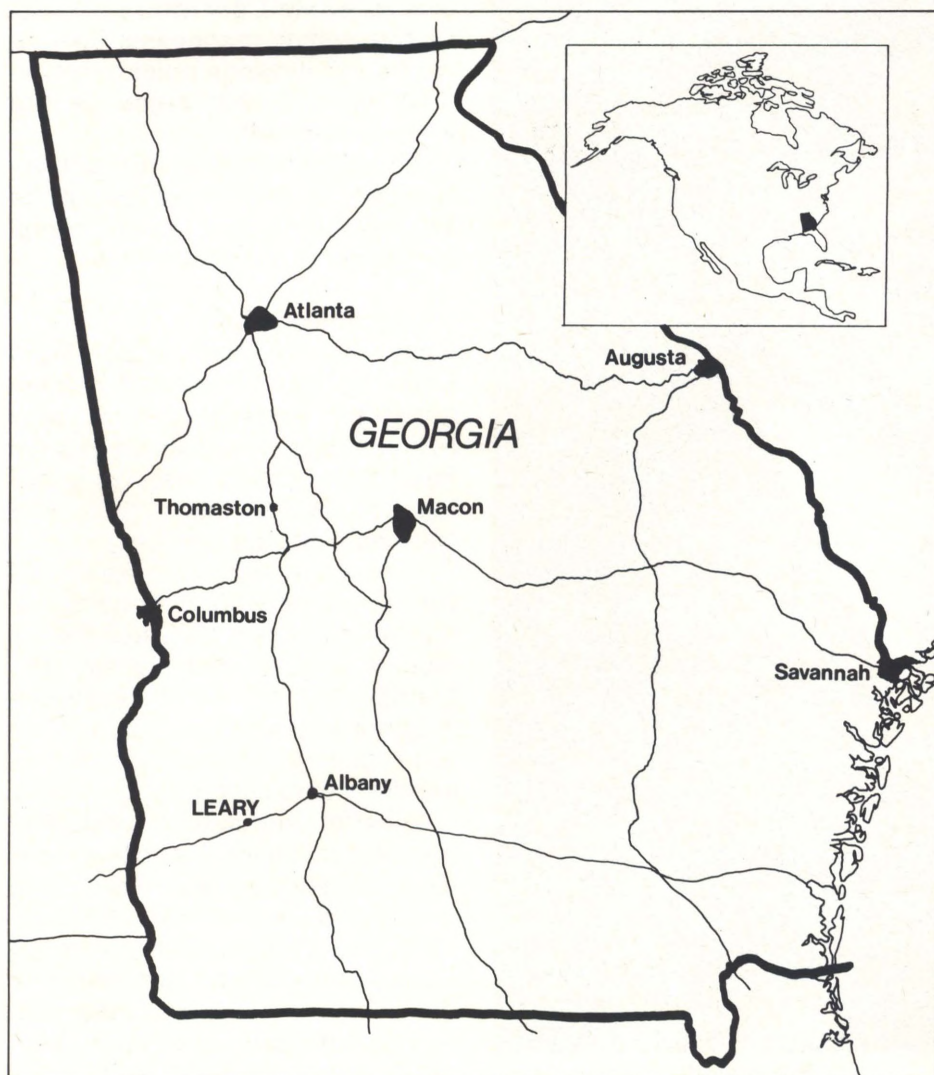 Atlanta
Augusta
GEORGIA
Thomaston
Macon
Columbus
Savannah
Albany
LEARY